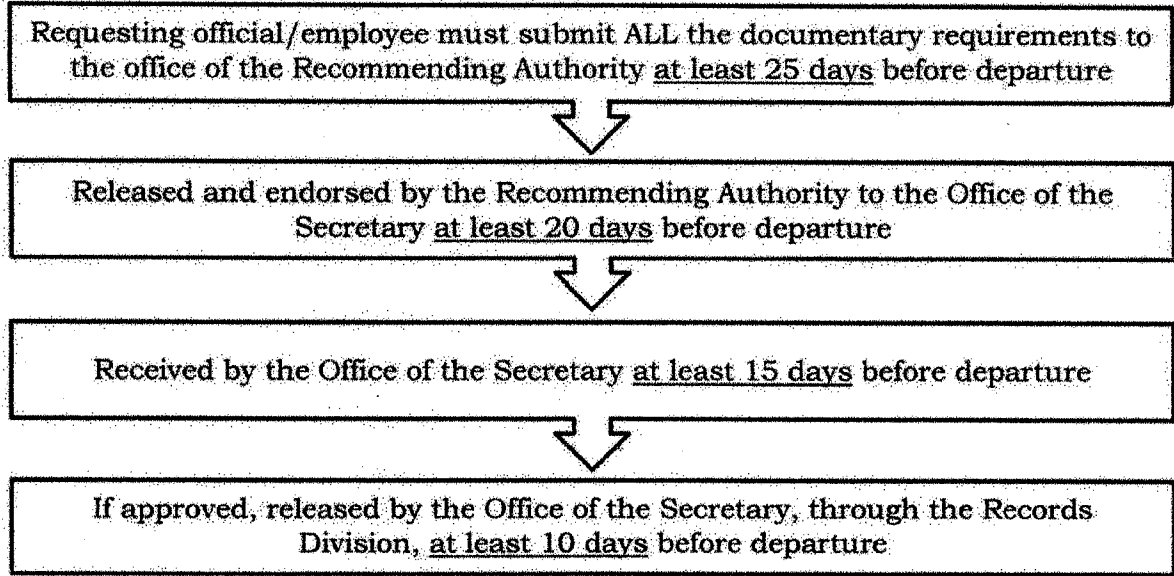 Requesting official/employee must submit ALL the documentary requirements to
the office of the Recommending Authority at least 25 days before departure
Released and endorsed by the Recommending Authority to the Office of the
Secretary at least 20 days before departure
Received by the Office of the Secretary at least 15 days before departure
If approved, released by the Office of the Secretary, through the Records
Division, at least 10 days before departure